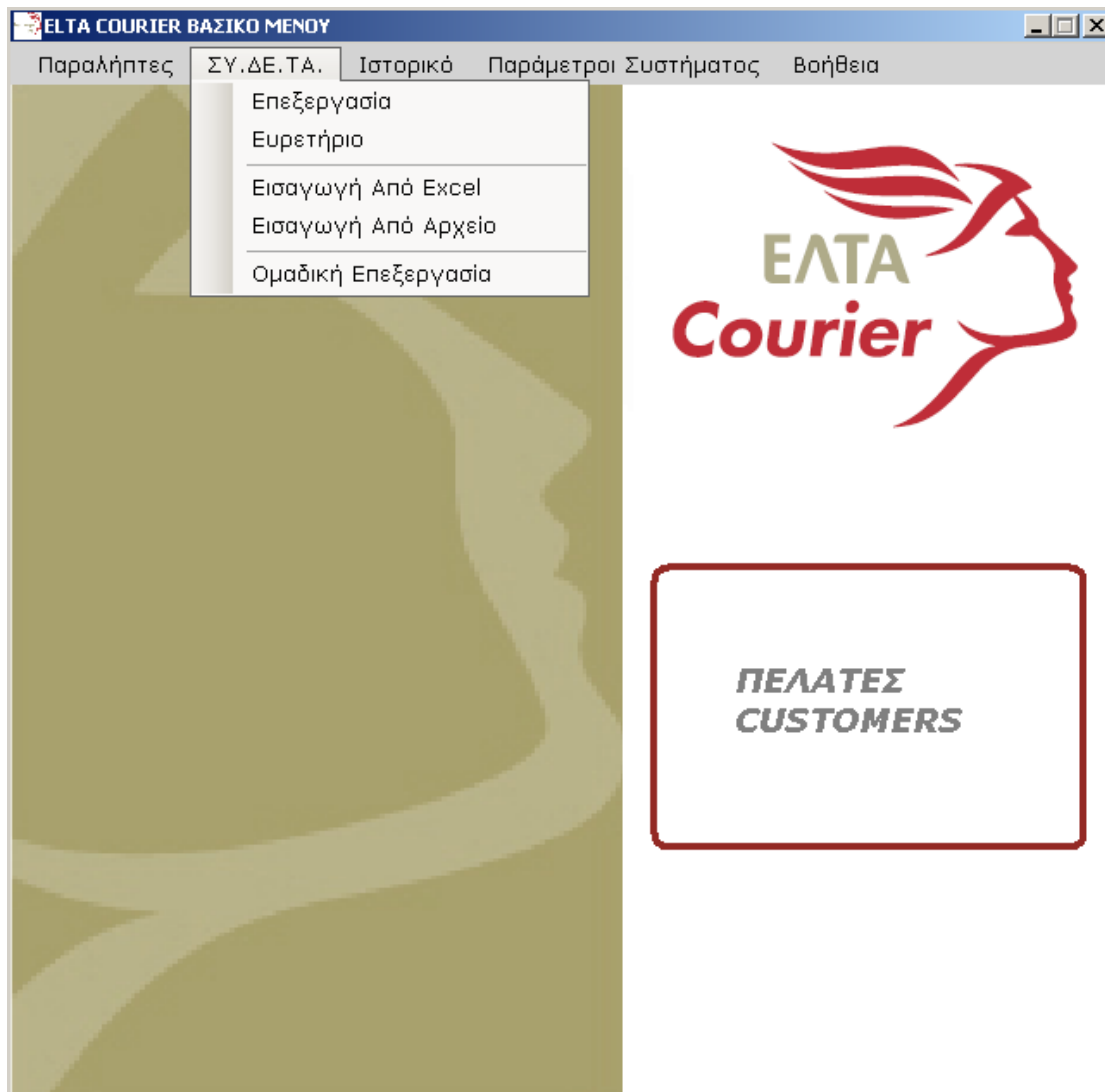 ELTA COURIER ΒΑΣΙΚΟ ΜΕΝΟΥ
Παραλήπτες ΣΥ.ΔΕ.ΤΑ. Ιστορικό Παράμετροι Συστήματος Βοήθεια
Επεξεργασία
Ευρετήριο
Εισαγωγή Από Excel
Εισαγωγή Από Αρχείο
Ομαδική Επεξεργασία
ΕΛΤΑ
Courier
ΠΕΛΑΤΕΣ
CUSTOMERS